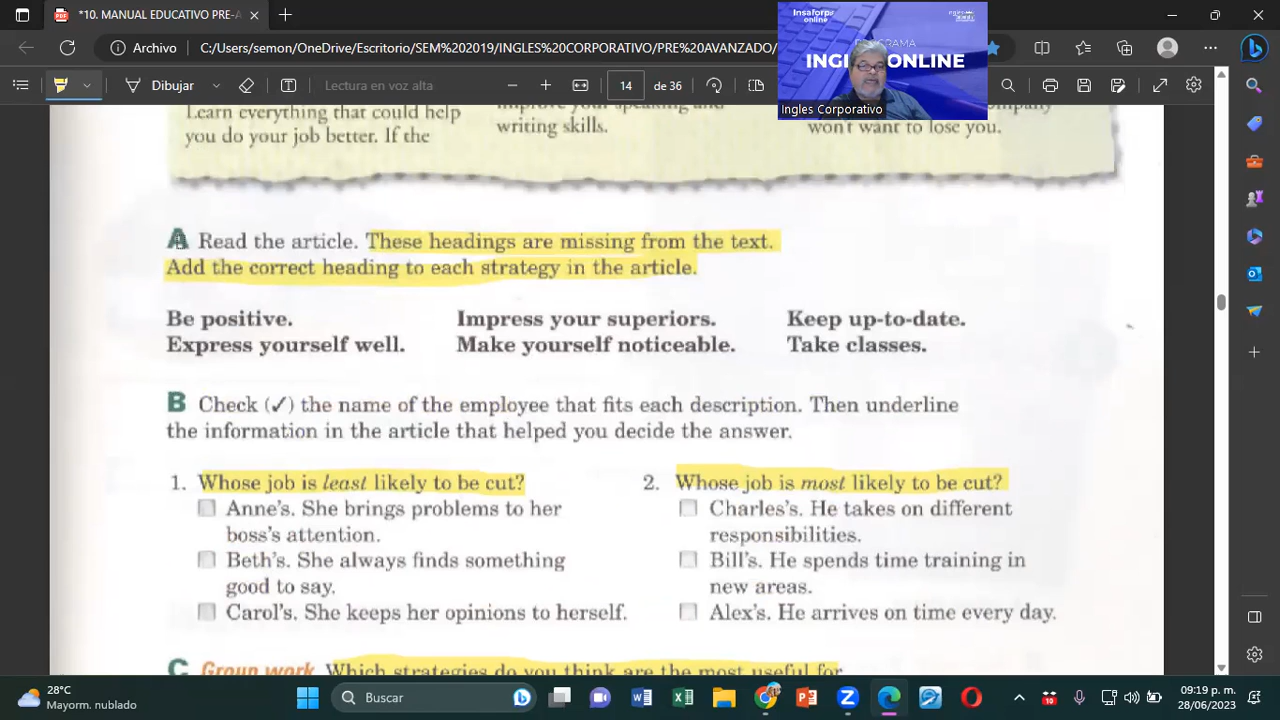 *10. MANUAL EDUCATIVO PRE-A
Archivo
C:/Users/semor/OneDrive/Escritorio/SEM%202019/INGLES%20CORPORATIVO/PRE%20AVANZADO/
Dibujar
Lectura en voz alta
14
de 36
Insaforp
online
INGLES ONLINE
Ingles Corporativo
Learn everything that could help
you do your job better. If the
improve your speaking and
writing skills.
won't want to lose you.
A Read the article. These headings are missing from the text.
Add the correct heading to each strategy in the article.
Be positive. Impress your superiors. Keep up-to-date.
Express yourself well. Make yourself noticeable. Take classes.
B Check (✓) the name of the employee that fits each description. Then underline
the information in the article that helped you decide the answer.
1. Whose job is least likely to be cut?
Anne's. She brings problems to her
boss's attention.
Beth's. She always finds something
good to say.
Carol's. She keeps her opinions to herself.
2. Whose job is most likely to be cut?
Charles's. He takes on different
responsibilities.
Bill's. He spends time training in
new areas.
Alex's. He arrives on time every day.
C Group work Which strategies do you think are the most useful for
28°C
Mayorm. nublado
Buscar
09:19 p. m.
28/06/2023